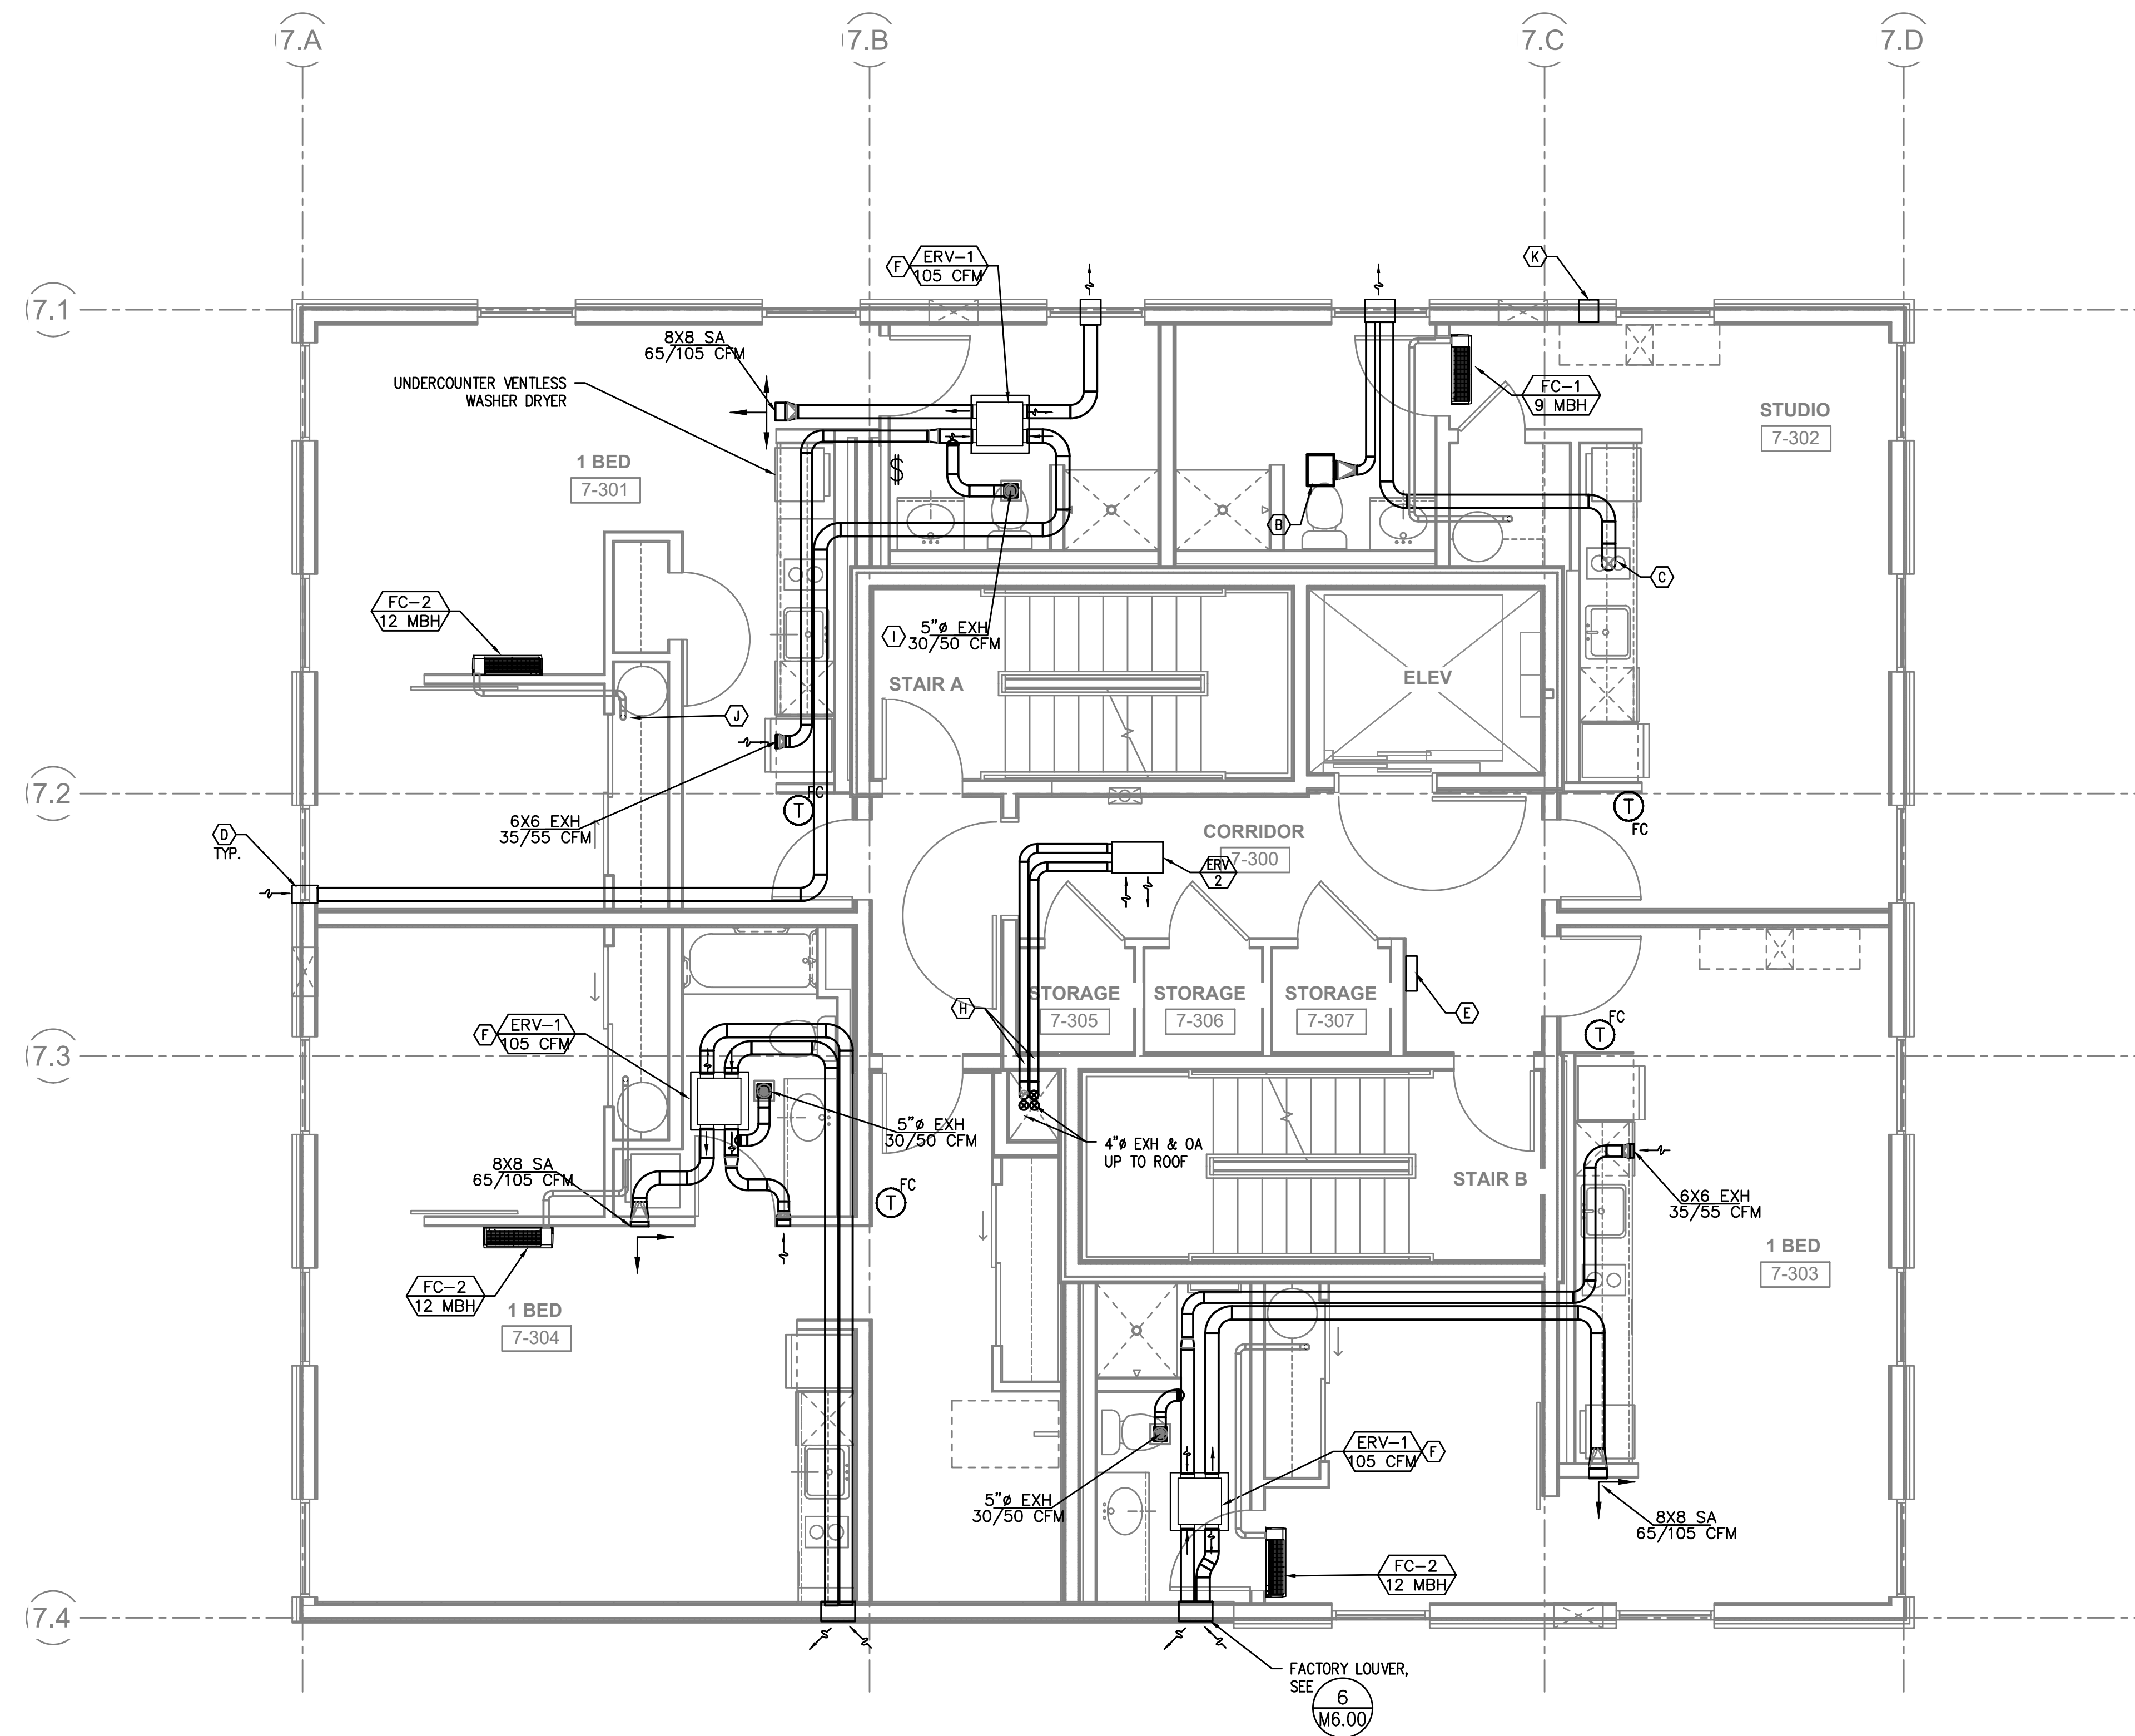 7.A
7.B
7.C
7.D
7.1
7.2
7.3
7.4
F
ERV-1
105 CFM
K
8X8 SA
65/105 CFM
UNDERCOUNTER VENTLESS
WASHER DRYER
FC-1
9 MBH
STUDIO
7-302
1 BED
7-301
$
B
C
FC-2
12 MBH
I
5"ø EXH
30/50 CFM
STAIR A
ELEV
J
6X6 EXH
35/55 CFM
T
FC
T
FC
D
TYP.
CORRIDOR
7-300
ERV
2
H
STORAGE
7-305
STORAGE
7-306
STORAGE
7-307
E
F
ERV-1
105 CFM
T
FC
5"ø EXH
30/50 CFM
4"ø EXH & OA
UP TO ROOF
8X8 SA
65/105 CFM
T
FC
STAIR B
6X6 EXH
35/55 CFM
FC-2
12 MBH
1 BED
7-304
1 BED
7-303
ERV-1
105 CFM
F
5"ø EXH
30/50 CFM
8X8 SA
65/105 CFM
FC-2
12 MBH
FACTORY LOUVER,
SEE
6
M6.00